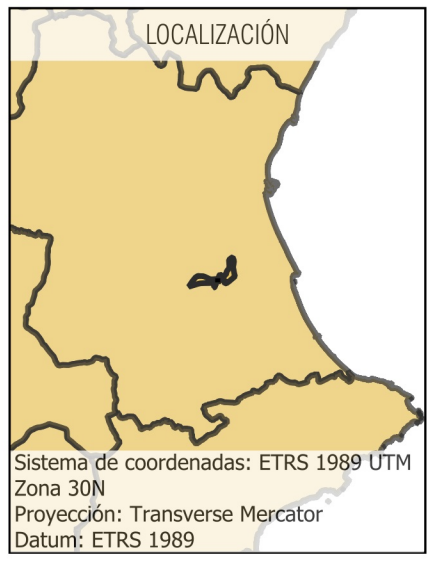 LOCALIZACIÓN
Sistema de coordenadas: ETRS 1989 UTM
Zona 30N
Proyección: Transverse Mercator
Datum: ETRS 1989